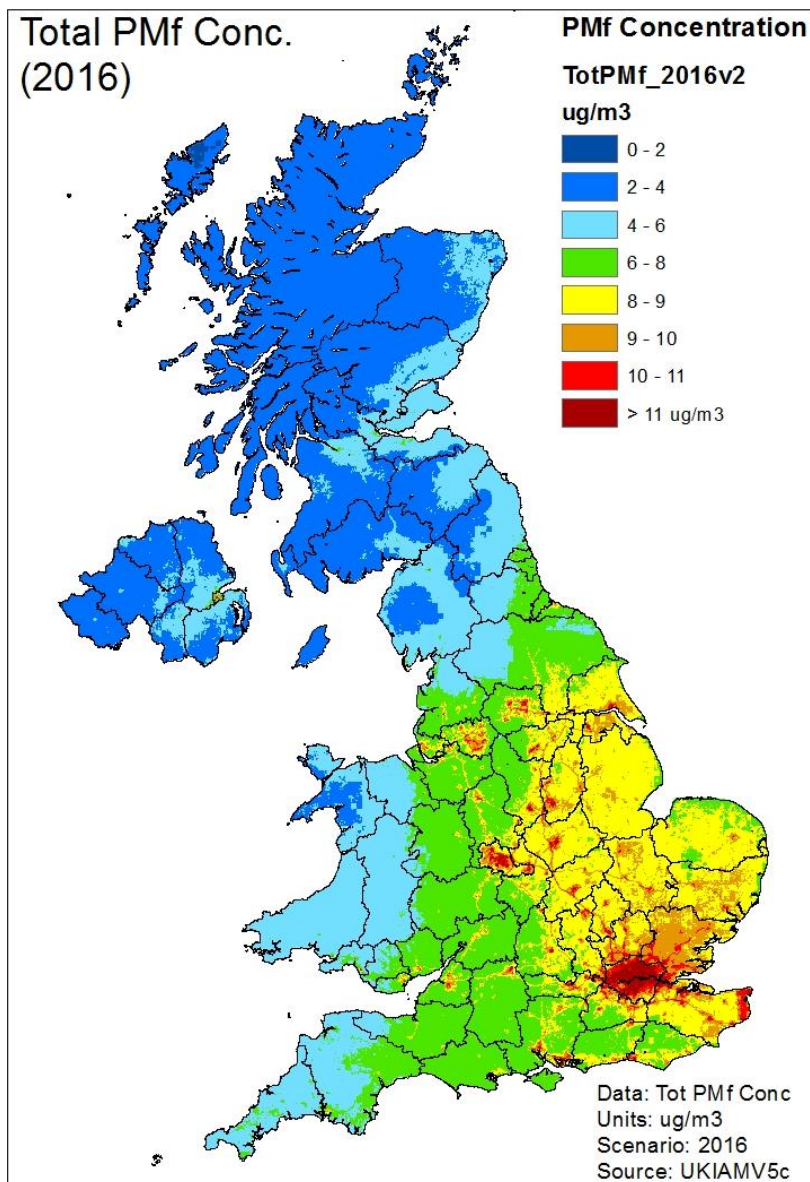 Total PMf Conc.
(2016)
PMf Concentration
TotPMf_2016v2
ug/m3
0 - 2
2 - 4
4 - 6
6 - 8
8 - 9
9 - 10
10 - 11
> 11 ug/m3
Data: Tot PMf Conc
Units: ug/m3
Scenario: 2016
Source: UKIAMV5c